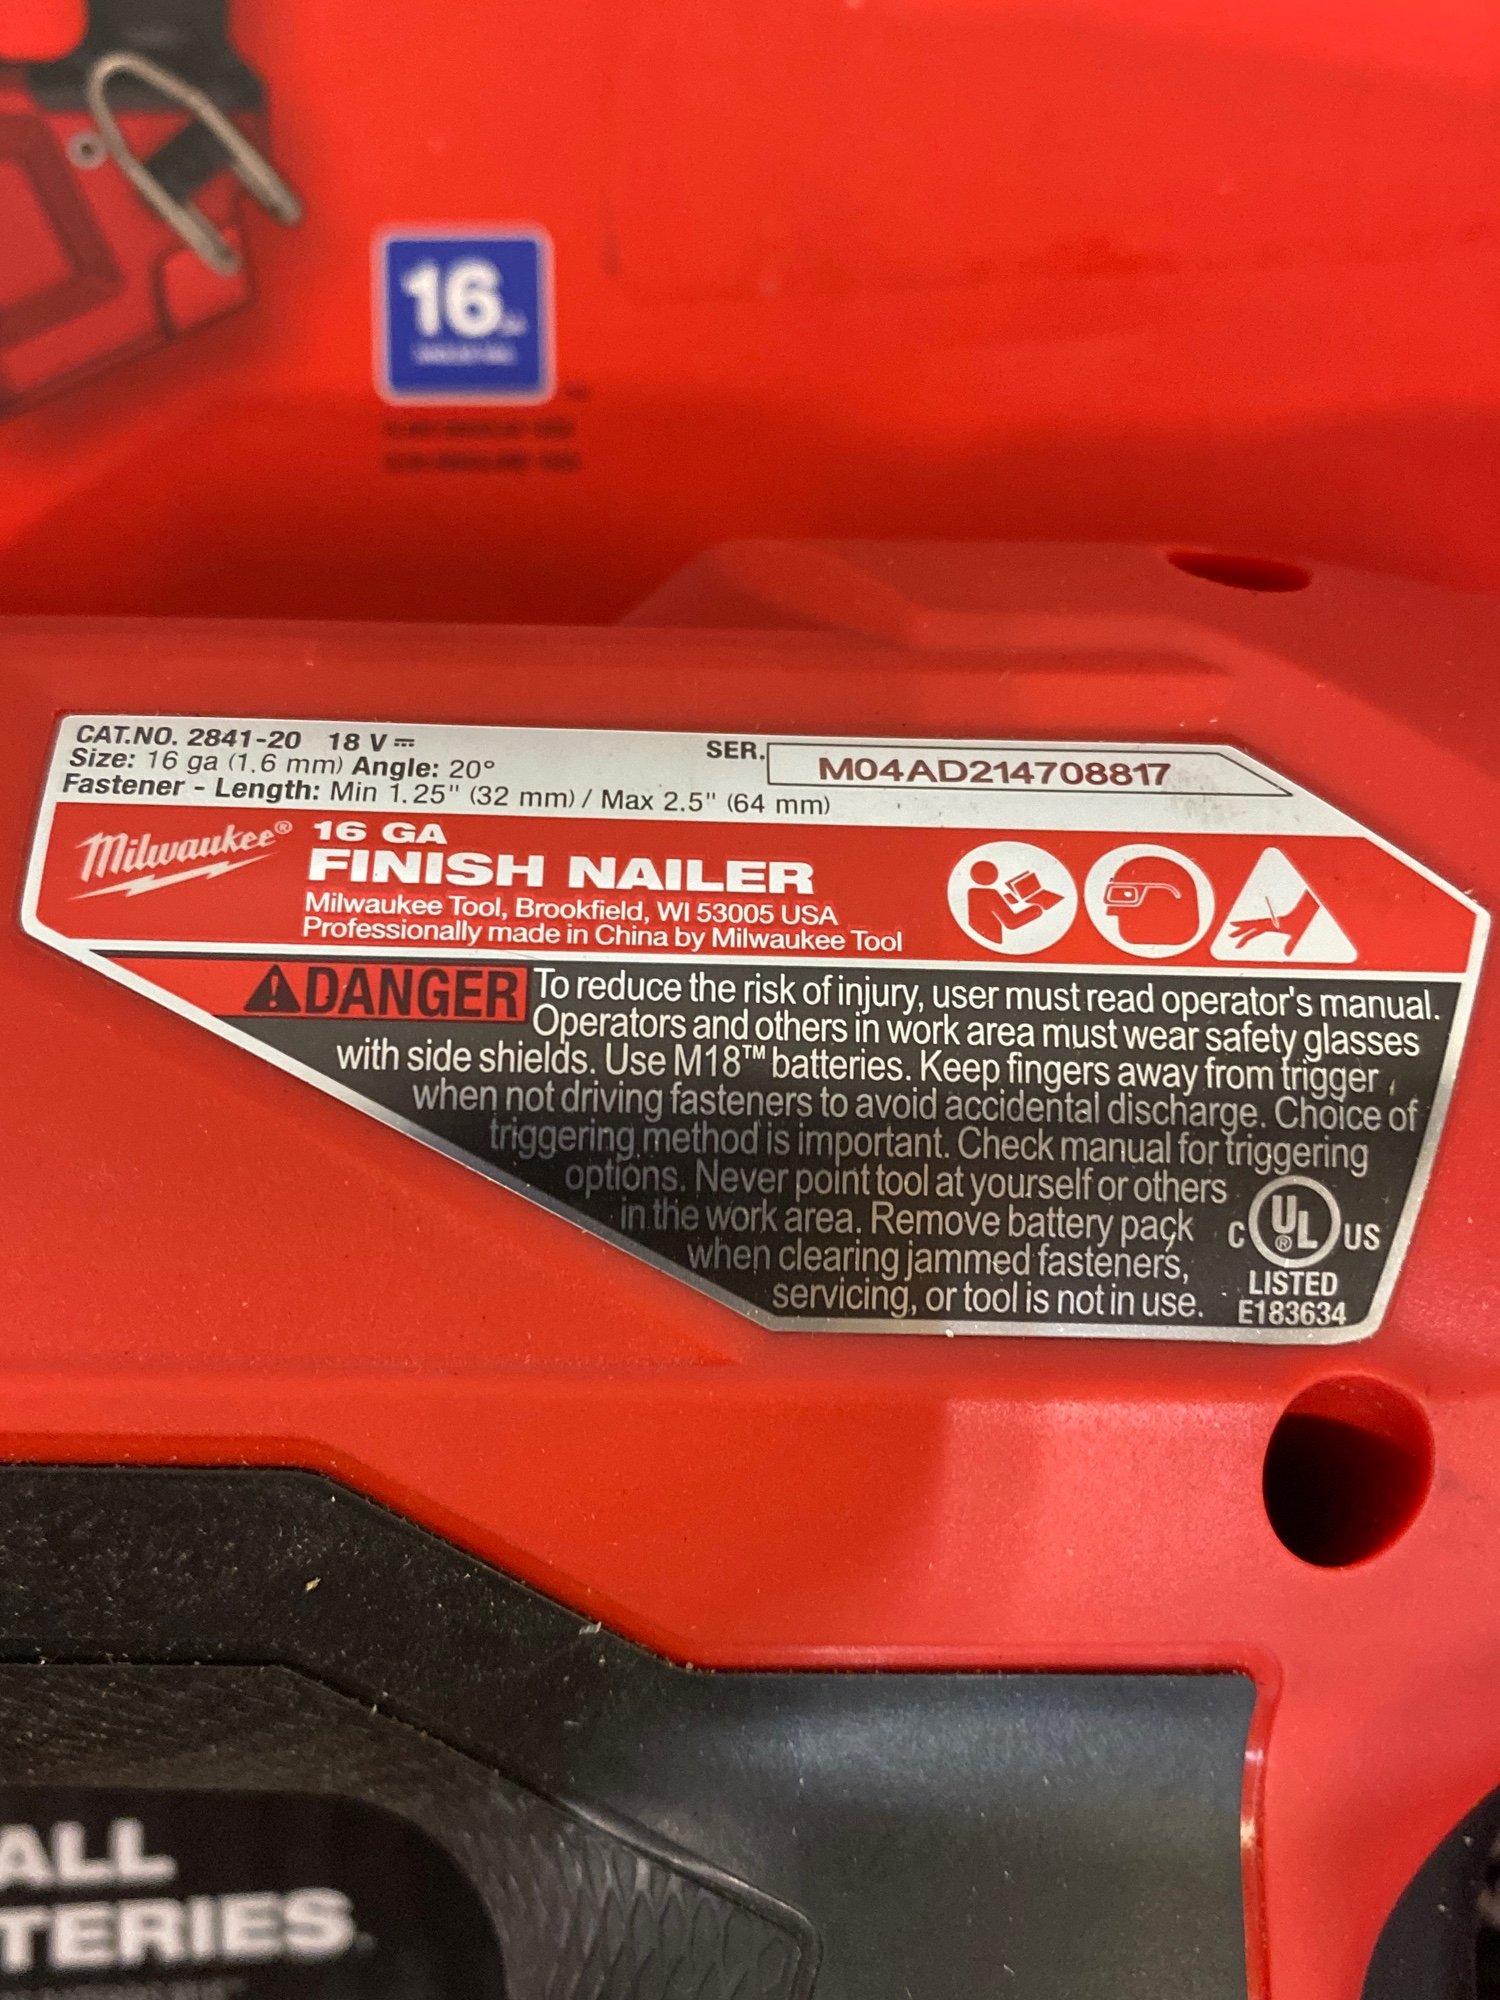 16
CAT.NO. 2841-20 18 V
SER. M04AD214708817
Size: 16 ga (1.6 mm) Angle: 20°
Fastener - Length: Min 1.25" (32 mm) / Max 2.5" (64 mm)
Milwaukee® 16 GA
FINISH NAILER
Milwaukee Tool, Brookfield, WI 53005 USA
Professionally made in China by Milwaukee Tool
DANGER To reduce the risk of injury, user must read operator's manual.
Operators and others in work area must wear safety glasses
with side shields. Use M18™ batteries. Keep fingers away from trigger
when not driving fasteners to avoid accidental discharge. Choice of
triggering method is important. Check manual for triggering
options. Never point tool at yourself or others
in the work area. Remove battery pack
when clearing jammed fasteners,
servicing, or tool is not in use.
C UL® US
LISTED
E183634
ALL
TERIES